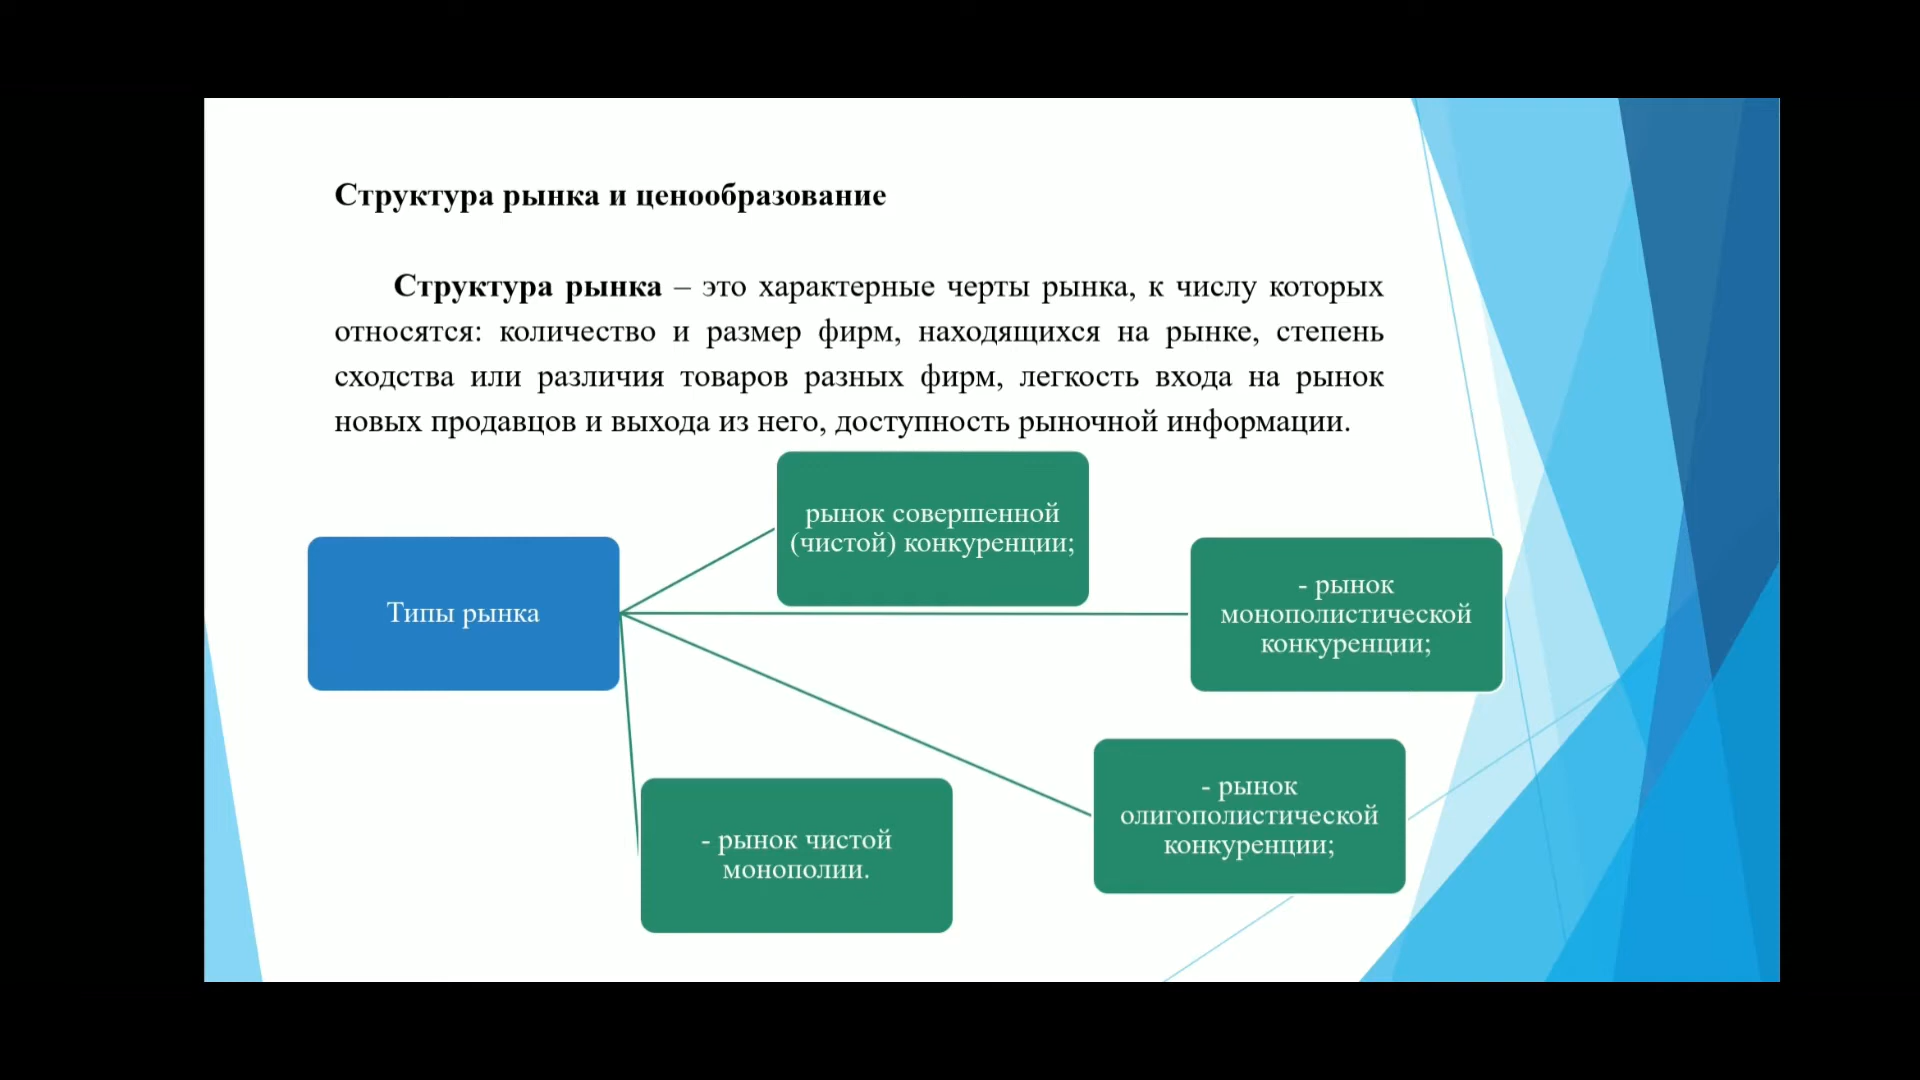 Структура рынка и ценообразование
Структура рынка – это характерные черты рынка, к числу которых
относятся: количество и размер фирм, находящихся на рынке, степень
сходства или различия товаров разных фирм, легкость входа на рынок
новых продавцов и выхода из него, доступность рыночной информации.
Типы рынка
рынок совершенной
(чистой) конкуренции;
- рынок
монополистической
конкуренции;
- рынок
олигополистической
конкуренции;
- рынок чистой
монополии.